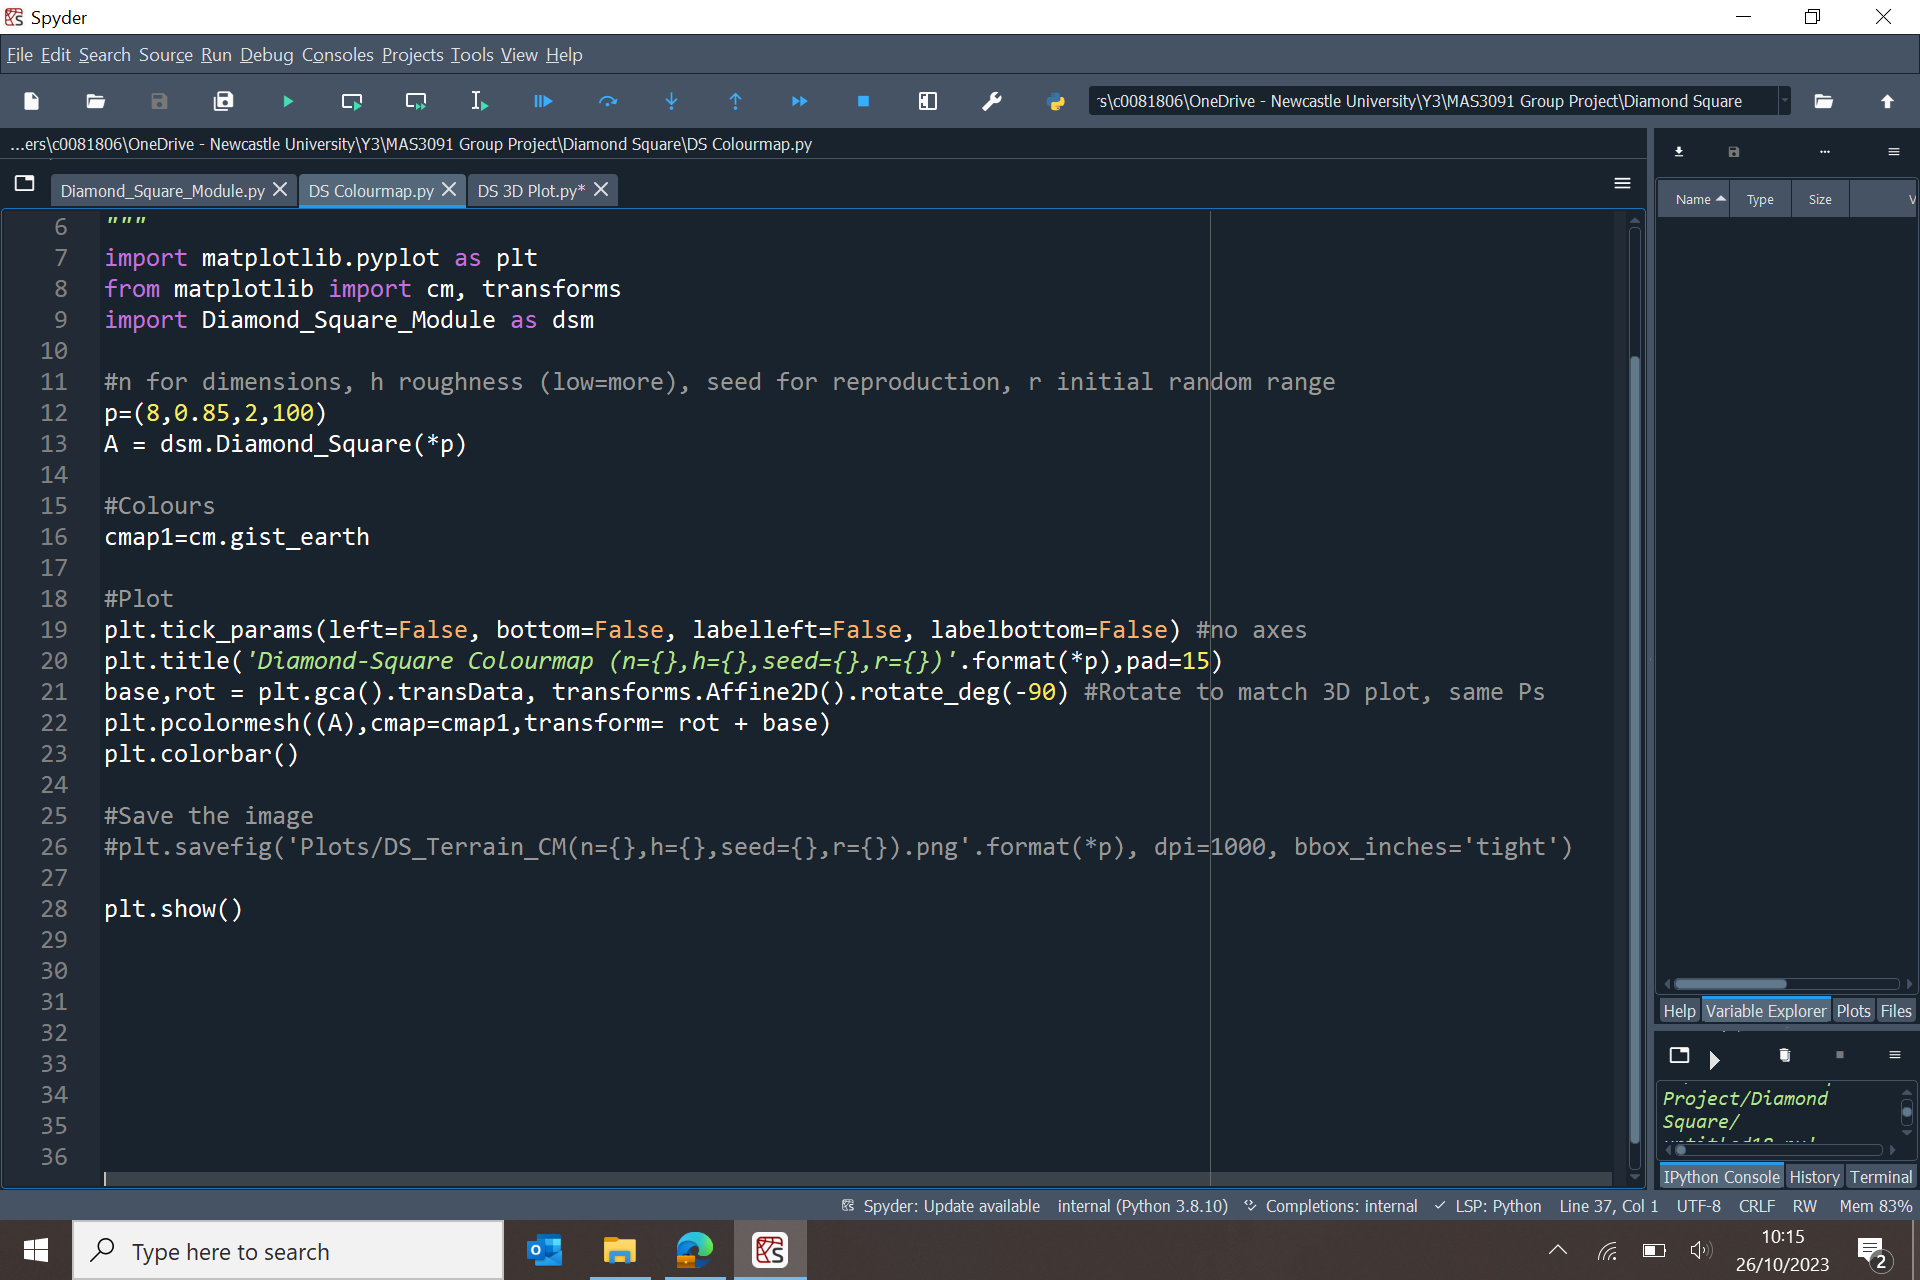 Spyder
File Edit Search Source Run Debug Consoles Projects Tools View Help
s\c0081806\OneDrive - Newcastle University\Y3\MAS3091 Group Project\Diamond Square
...ers\c0081806\OneDrive - Newcastle University\Y3\MAS3091 Group Project\Diamond Square\DS Colourmap.py
Diamond_Square_Module.py DS Colourmap.py DS 3D Plot.py*
Name Type Size V
6 """
7 import matplotlib.pyplot as plt
8 from matplotlib import cm, transforms
9 import Diamond_Square_Module as dsm
10
11 #n for dimensions, h roughness (low=more), seed for reproduction, r initial random range
12 p=(8,0.85,2,100)
13 A = dsm.Diamond_Square(*p)
14
15 #Colours
16 cmap1=cm.gist_earth
17
18 #Plot
19 plt.tick_params(left=False, bottom=False, labelleft=False, labelbottom=False) #no axes
20 plt.title('Diamond-Square Colourmap (n={},h={},seed={},r={})'.format(*p),pad=15)
21 base,rot = plt.gca().transData, transforms.Affine2D().rotate_deg(-90) #Rotate to match 3D plot, same Ps
22 plt.pcolormesh((A),cmap=cmap1,transform= rot + base)
23 plt.colorbar()
24
25 #Save the image
26 #plt.savefig('Plots/DS_Terrain_CM(n={},h={},seed={},r={}).png'.format(*p), dpi=1000, bbox_inches='tight')
27
28 plt.show()
29
30
31
32
33
34
35
36
Help Variable Explorer Plots Files
Project/Diamond
Square/
IPython Console History Terminal
Spyder: Update available internal (Python 3.8.10) Completions: internal LSP: Python Line 37, Col 1 UTF-8 CRLF RW Mem 83%
Type here to search
10:15
26/10/2023
2